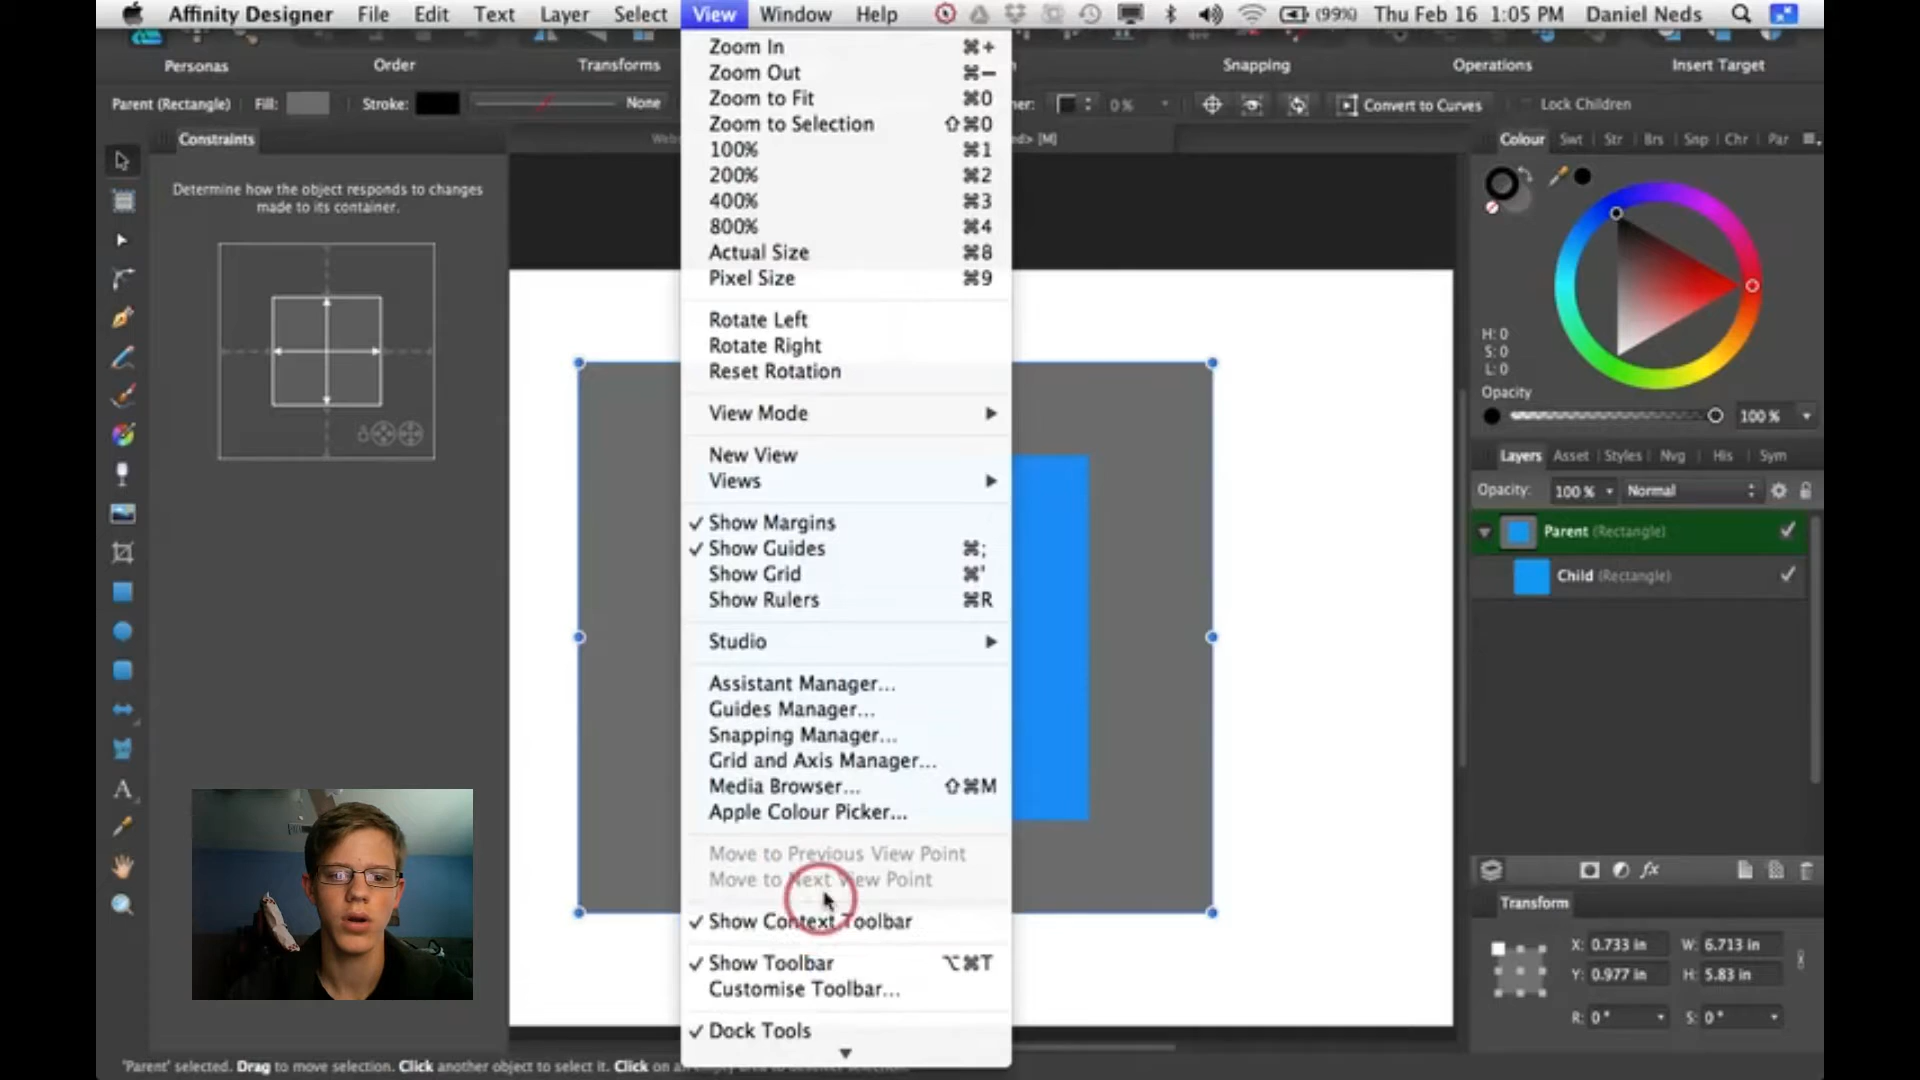 Affinity Designer File Edit Text Layer Select View Window Help (99%) Thu Feb 16 1:05 PM Daniel Neds
Personas Order Transforms Snapping Operations Insert Target
Parent (Rectangle) Fill: Stroke: None 0 % Convert to Curves Lock Children
Constraints
[M]
Colour Swt Str Brs Snp Chr Par
Determine how the object responds to changes
made to its container.
Zoom In ⌘+
Zoom Out ⌘−
Zoom to Fit ⌘0
Zoom to Selection ⇧⌘0
100% ⌘1
200% ⌘2
400% ⌘3
800% ⌘4
Actual Size ⌘8
Pixel Size ⌘9
Rotate Left
Rotate Right
Reset Rotation
View Mode
New View
Views
✓ Show Margins
✓ Show Guides ⌘;
Show Grid ⌘'
Show Rulers ⌘R
Studio
Assistant Manager...
Guides Manager...
Snapping Manager...
Grid and Axis Manager...
Media Browser... ⇧⌘M
Apple Colour Picker...
Move to Previous View Point
Move to Next View Point
✓ Show Context Toolbar
✓ Show Toolbar ⌥⌘T
Customise Toolbar...
✓ Dock Tools
H: 0
S: 0
L: 0
Opacity
100 %
Layers Asset Styles Nvg His Sym
Opacity: 100 % Normal
Parent (Rectangle)
Child (Rectangle)
fx
Transform
X: 0.733 in W: 6.713 in
Y: 0.977 in H: 5.83 in
R: 0 ° S: 0 °
A
'Parent' selected. Drag to move selection. Click another object to select it. Click on an